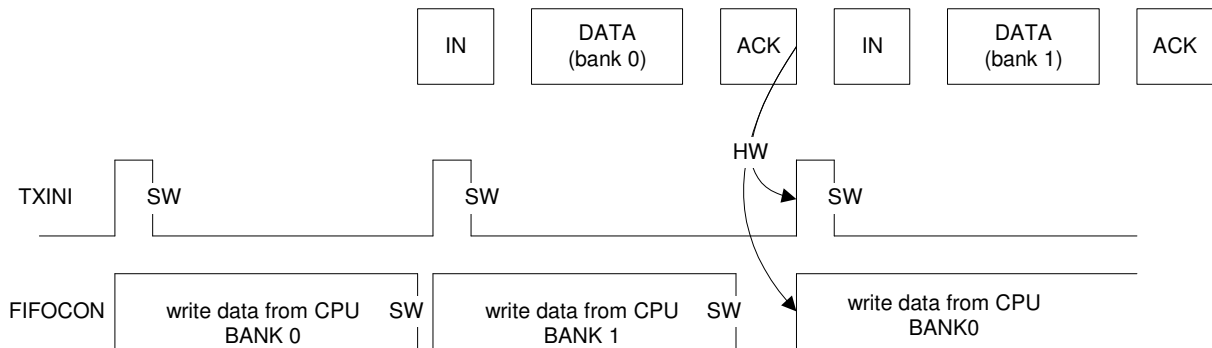 IN
DATA
(bank 0)
ACK
IN
DATA
(bank 1)
ACK
HW
TXINI
SW
SW
SW
FIFOCON
write data from CPU
BANK 0
SW
write data from CPU
BANK 1
SW
write data from CPU
BANK0